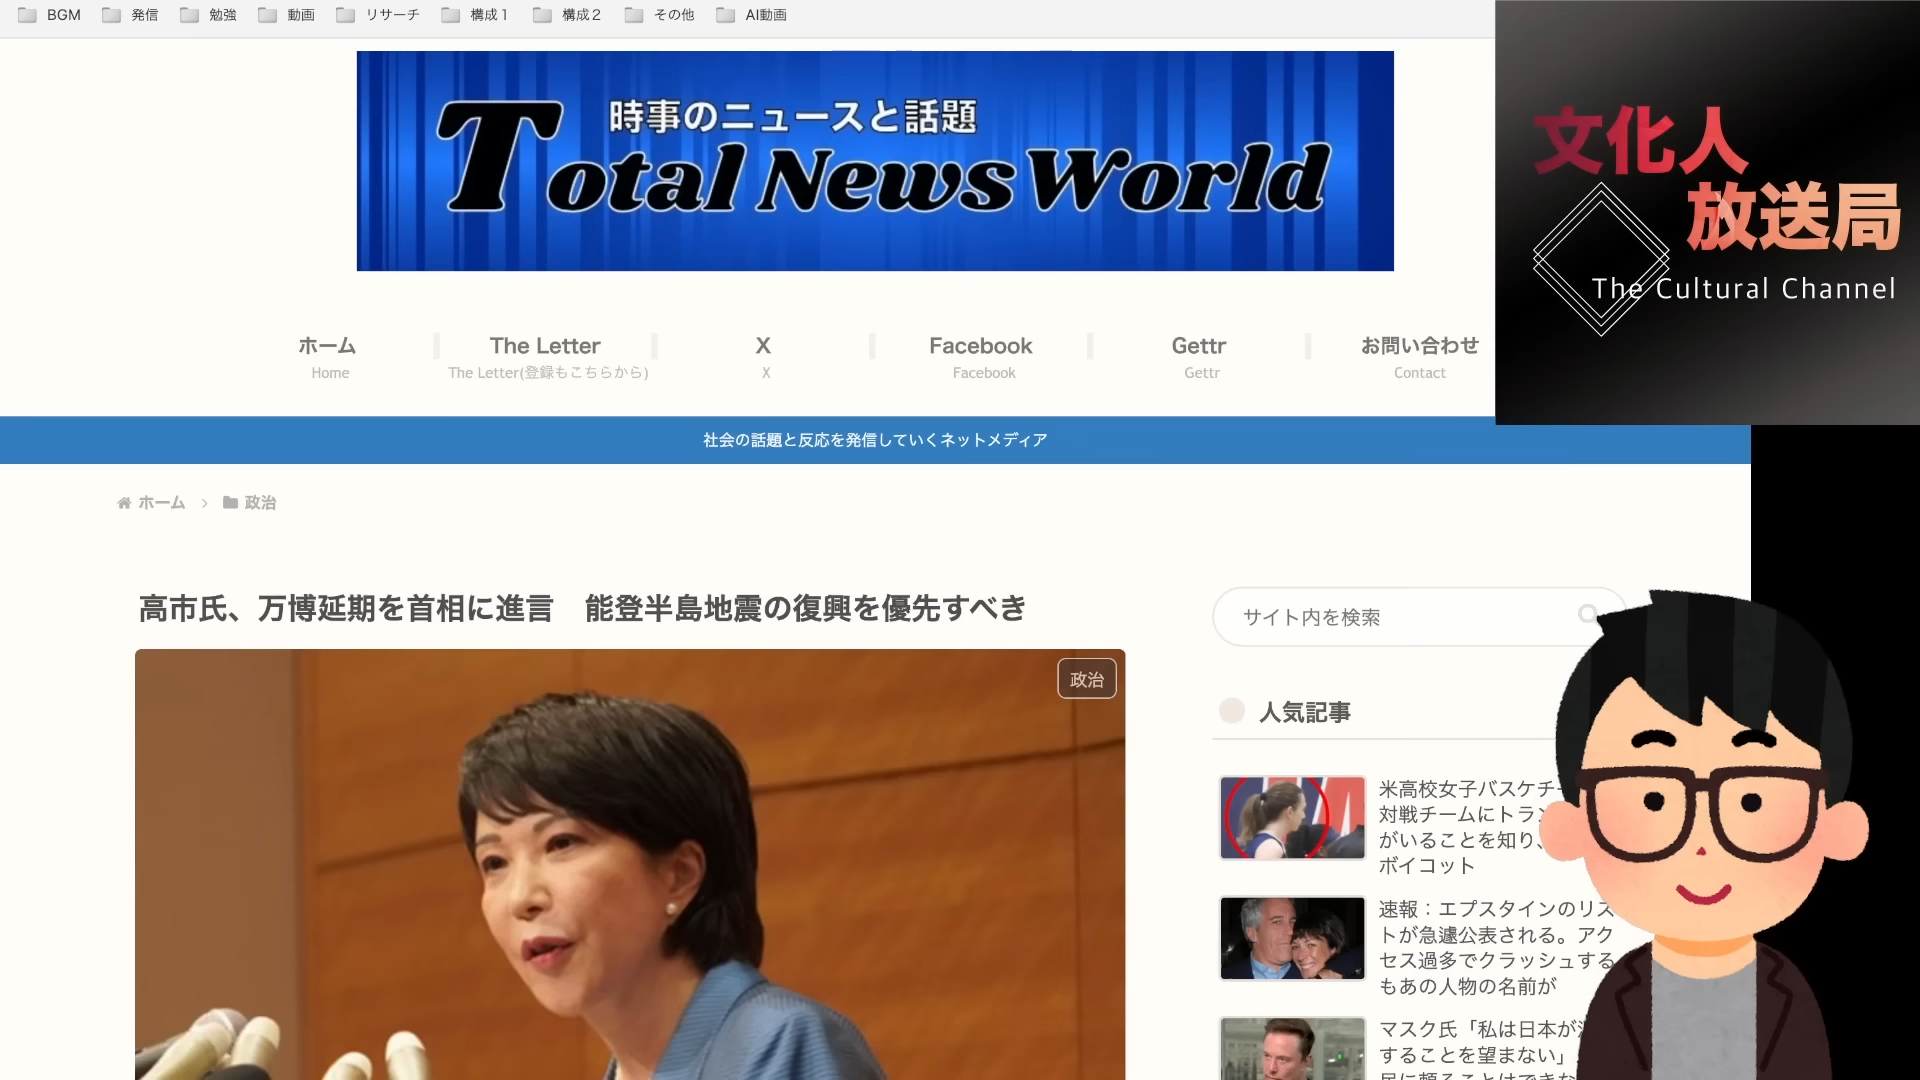 BGM 発信 勉強 動画 リサーチ 構成1 構成2 その他 AI動画
時事のニュースと話題
Total News World
文化人
放送局
The Cultural Channel
ホーム The Letter X Facebook Gettr お問い合わせ
Home The Letter(登録もこちらから) X Facebook Gettr Contact
社会の話題と反応を発信していくネットメディア
ホーム > 政治
高市氏、万博延期を首相に進言 能登半島地震の復興を優先すべき
政治
サイト内を検索
人気記事
米高校女子バスケチ
対戦チームにトラン
がいることを知り、
ボイコット
速報：エプスタインのリス
トが急遽公表される。アク
セス過多でクラッシュする
もあの人物の名前が
マスク氏「私は日本が
することを望まない」